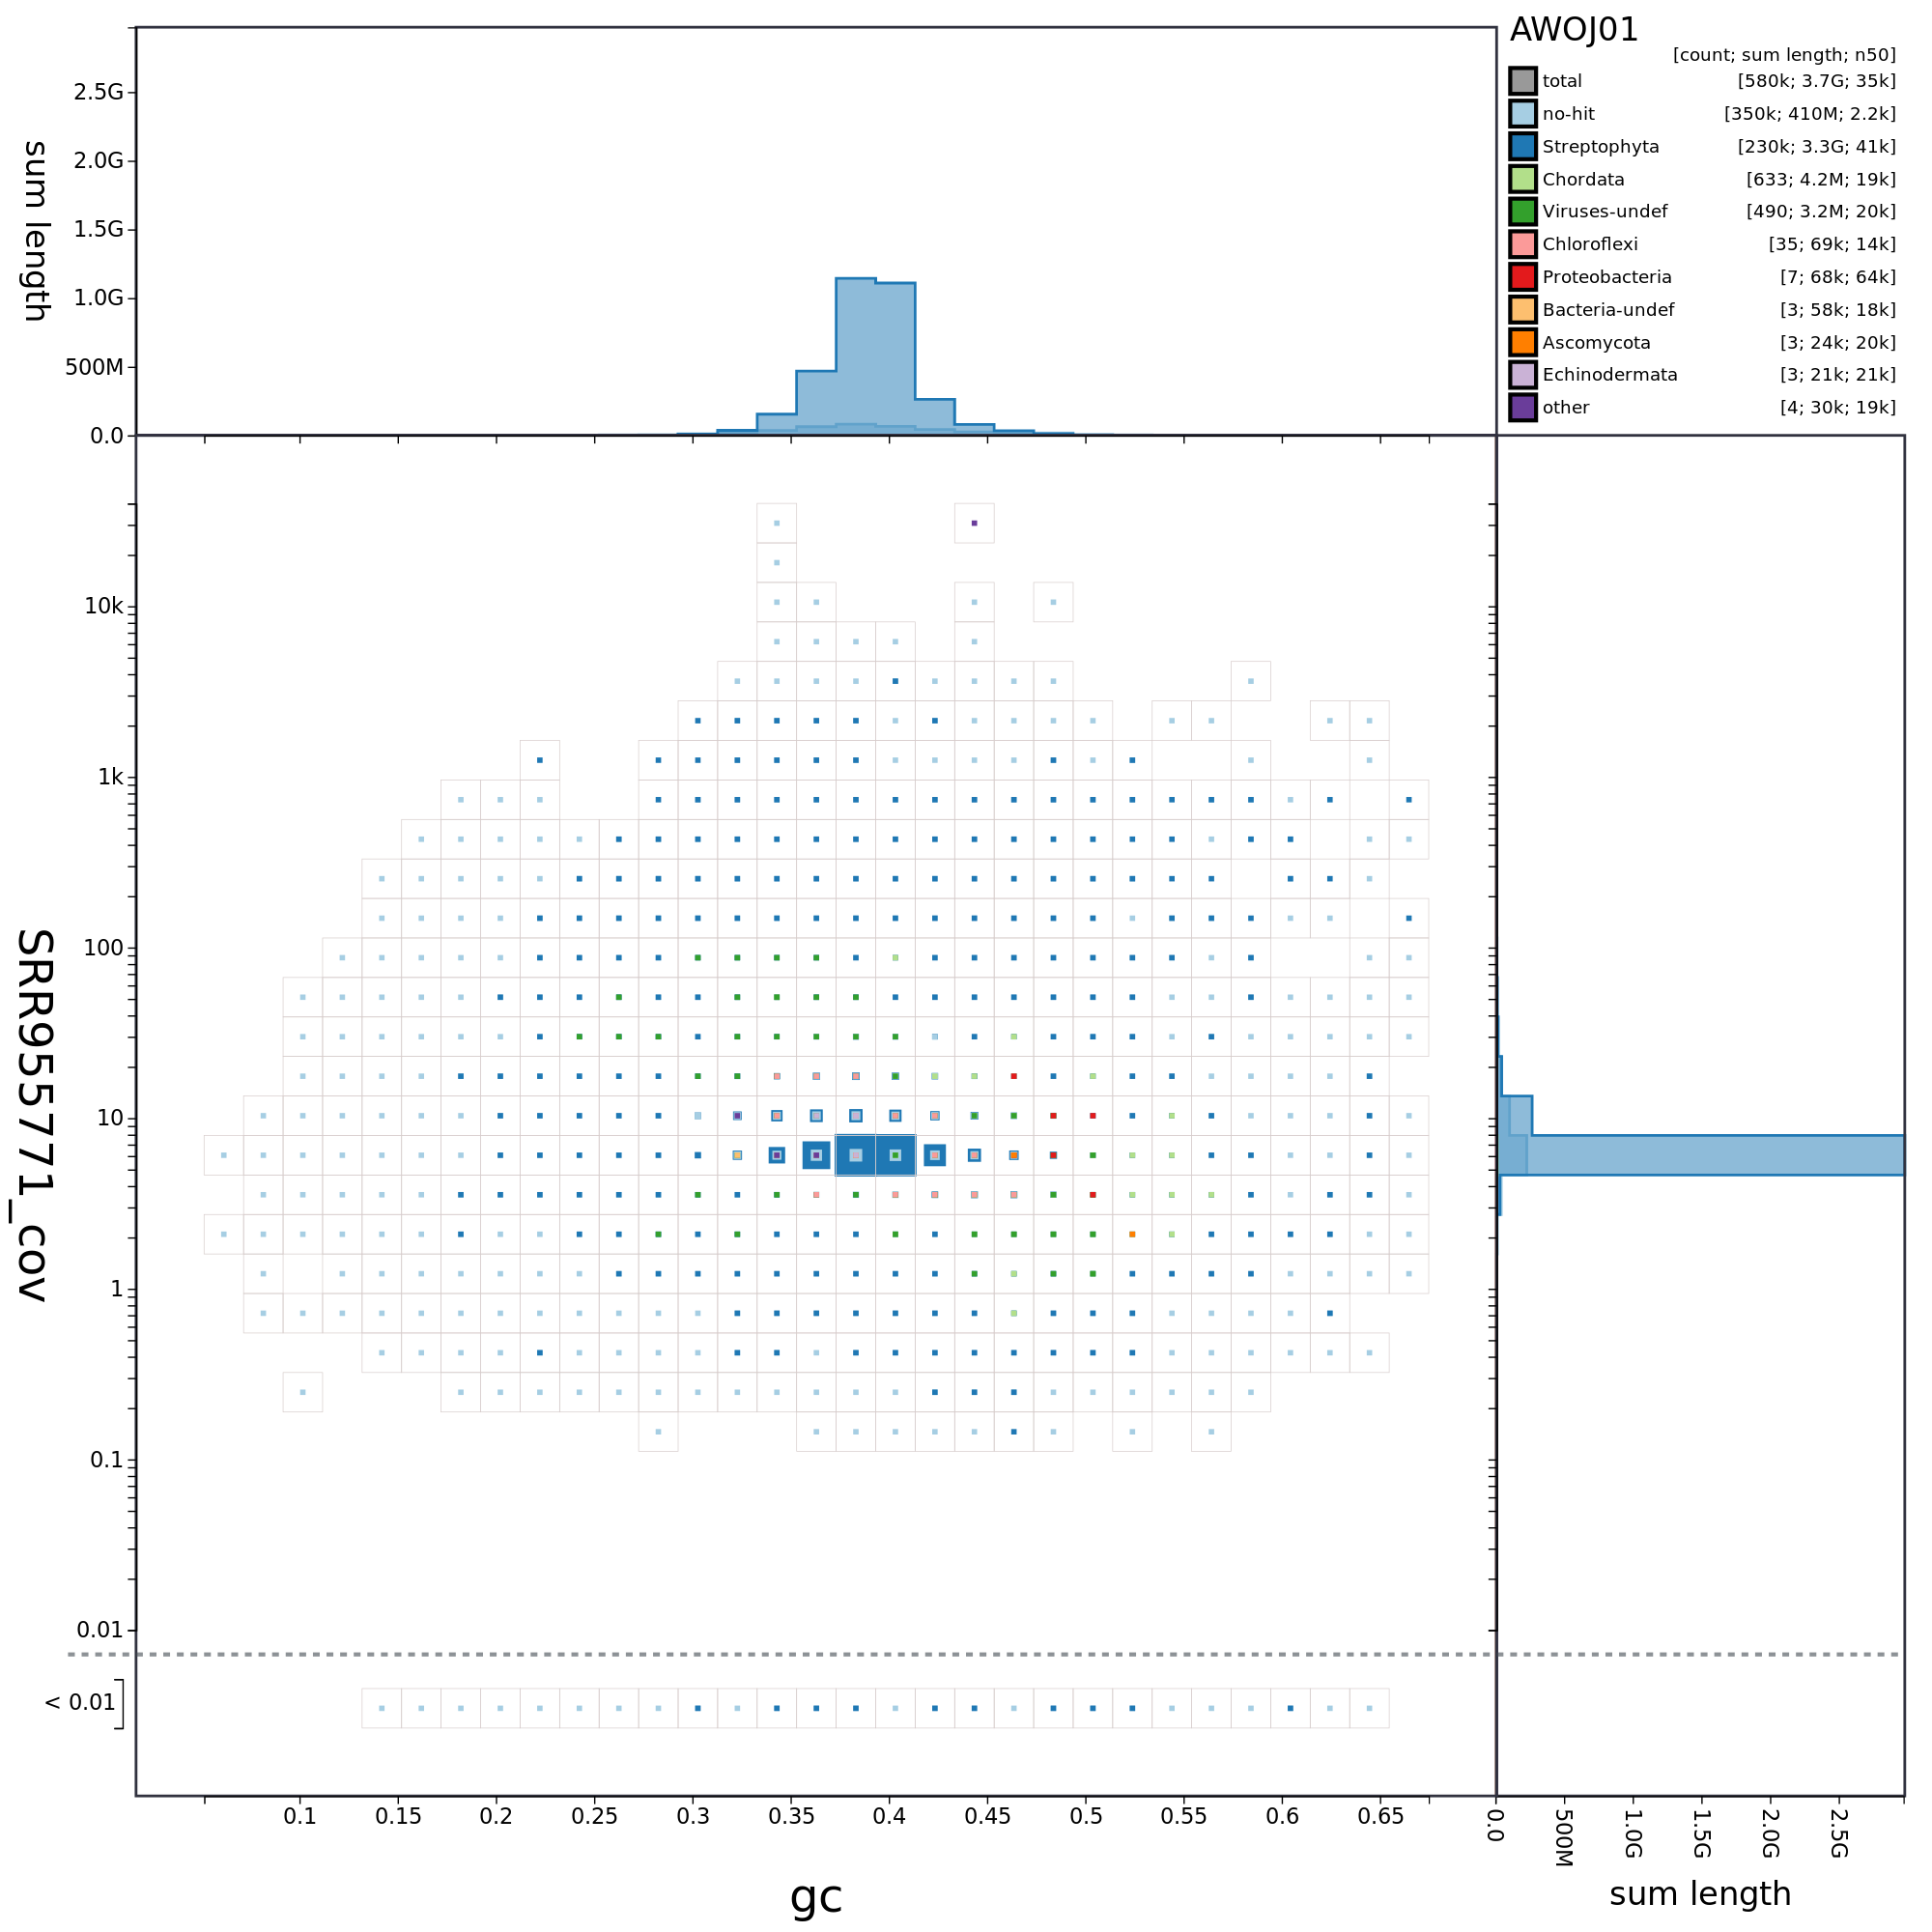 AWOJ01
[count; sum length; n50]
total [580k; 3.7G; 35k]
no-hit [350k; 410M; 2.2k]
Streptophyta [230k; 3.3G; 41k]
Chordata [633; 4.2M; 19k]
Viruses-undef [490; 3.2M; 20k]
Chloroflexi [35; 69k; 14k]
Proteobacteria [7; 68k; 64k]
Bacteria-undef [3; 58k; 18k]
Ascomycota [3; 24k; 20k]
Echinodermata [3; 21k; 21k]
other [4; 30k; 19k]
sum length
2.5G
2.0G
1.5G
1.0G
500M
0.0
SRR955771_cov
10k
1k
100
10
1
0.1
0.01
< 0.01
0.1 0.15 0.2 0.25 0.3 0.35 0.4 0.45 0.5 0.55 0.6 0.65
gc
0.0 500M 1.0G 1.5G 2.0G 2.5G
sum length